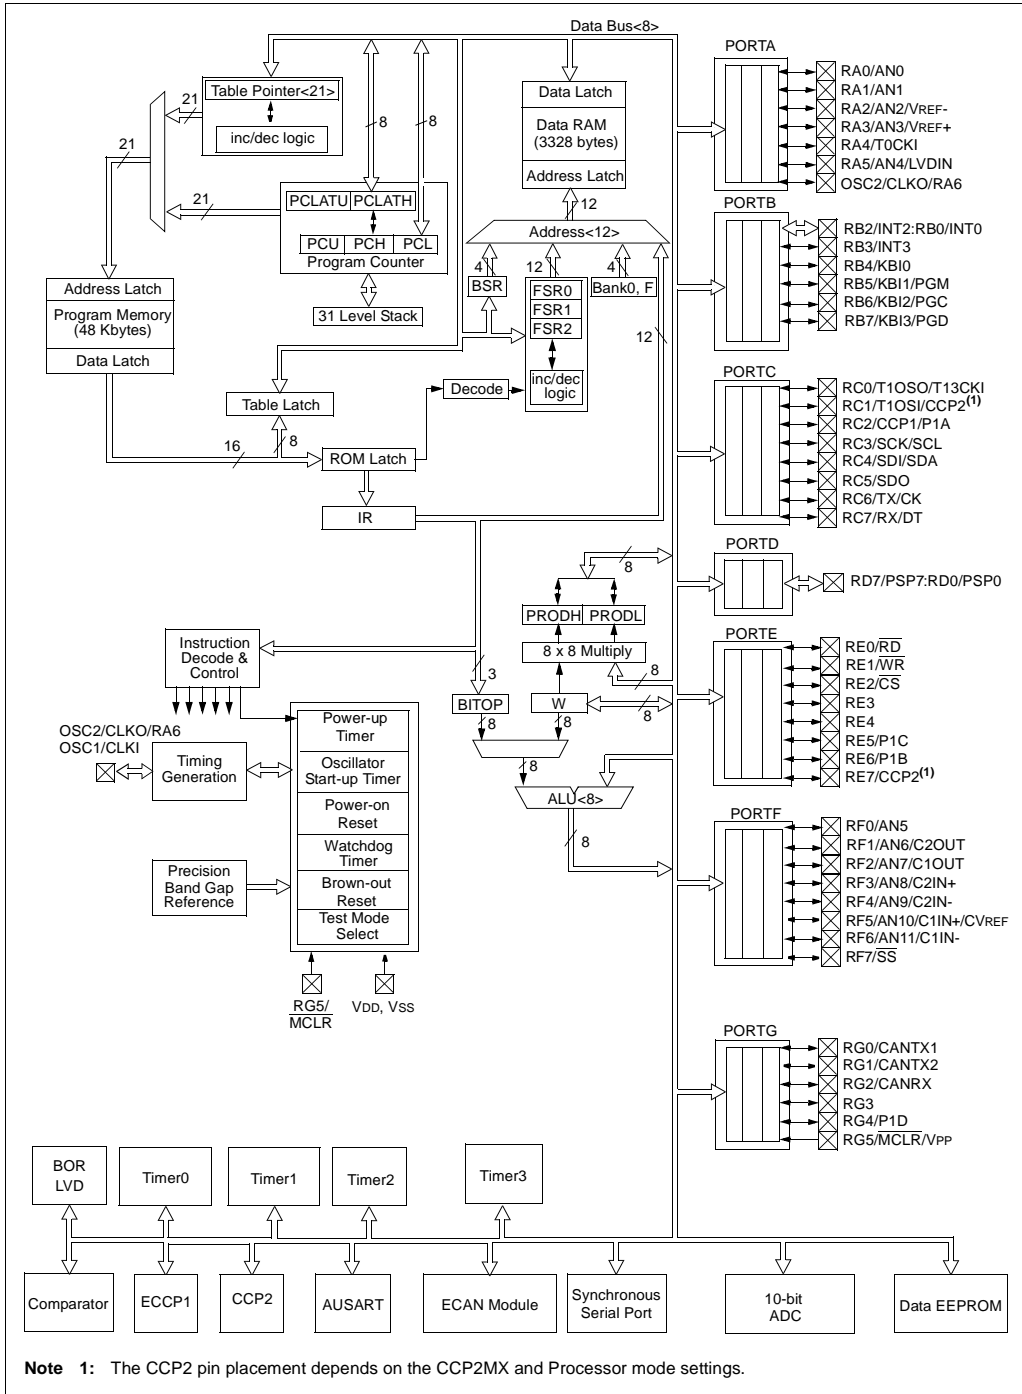 Data Bus<8>
Table Pointer<21>
inc/dec logic
21
21
21
8
8
PCLATU
PCLATH
PCU
PCH
PCL
Program Counter
31 Level Stack
Address Latch
Program Memory
(48 Kbytes)
Data Latch
Data Latch
Data RAM
(3328 bytes)
Address Latch
12
Address<12>
4
12
4
BSR
FSR0
FSR1
FSR2
Bank0, F
12
inc/dec
logic
Decode
Table Latch
8
16
ROM Latch
IR
8
PRODH
PRODL
8 x 8 Multiply
8
3
BITOP
W
8
8
8
8
ALU<8>
8
Instruction
Decode &
Control
OSC2/CLKO/RA6
OSC1/CLKI
Timing
Generation
Precision
Band Gap
Reference
Power-up
Timer
Oscillator
Start-up Timer
Power-on
Reset
Watchdog
Timer
Brown-out
Reset
Test Mode
Select
RG5/
MCLR
VDD, VSS
PORTA
RA0/AN0
RA1/AN1
RA2/AN2/VREF-
RA3/AN3/VREF+
RA4/T0CKI
RA5/AN4/LVDIN
OSC2/CLKO/RA6
PORTB
RB2/INT2:RB0/INT0
RB3/INT3
RB4/KBI0
RB5/KBI1/PGM
RB6/KBI2/PGC
RB7/KBI3/PGD
PORTC
RC0/T1OSO/T13CKI
RC1/T1OSI/CCP2(1)
RC2/CCP1/P1A
RC3/SCK/SCL
RC4/SDI/SDA
RC5/SDO
RC6/TX/CK
RC7/RX/DT
PORTD
RD7/PSP7:RD0/PSP0
PORTE
RE0/RD
RE1/WR
RE2/CS
RE3
RE4
RE5/P1C
RE6/P1B
RE7/CCP2(1)
PORTF
RF0/AN5
RF1/AN6/C2OUT
RF2/AN7/C1OUT
RF3/AN8/C2IN+
RF4/AN9/C2IN-
RF5/AN10/C1IN+/CVREF
RF6/AN11/C1IN-
RF7/SS
PORTG
RG0/CANTX1
RG1/CANTX2
RG2/CANRX
RG3
RG4/P1D
RG5/MCLR/VPP
BOR
LVD
Timer0
Timer1
Timer2
Timer3
Comparator
ECCP1
CCP2
AUSART
ECAN Module
Synchronous
Serial Port
10-bit
ADC
Data EEPROM
Note 1: The CCP2 pin placement depends on the CCP2MX and Processor mode settings.